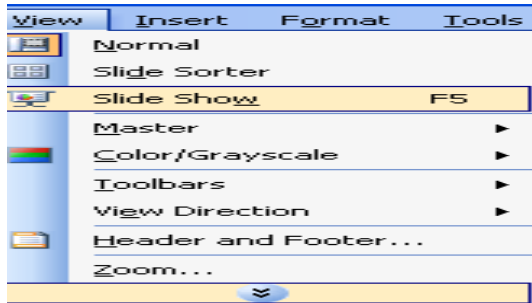 View Insert Format Tools
Normal
Slide Sorter
Slide Show F5
Master
Color/Grayscale
Toolbars
View Direction
Header and Footer...
Zoom...